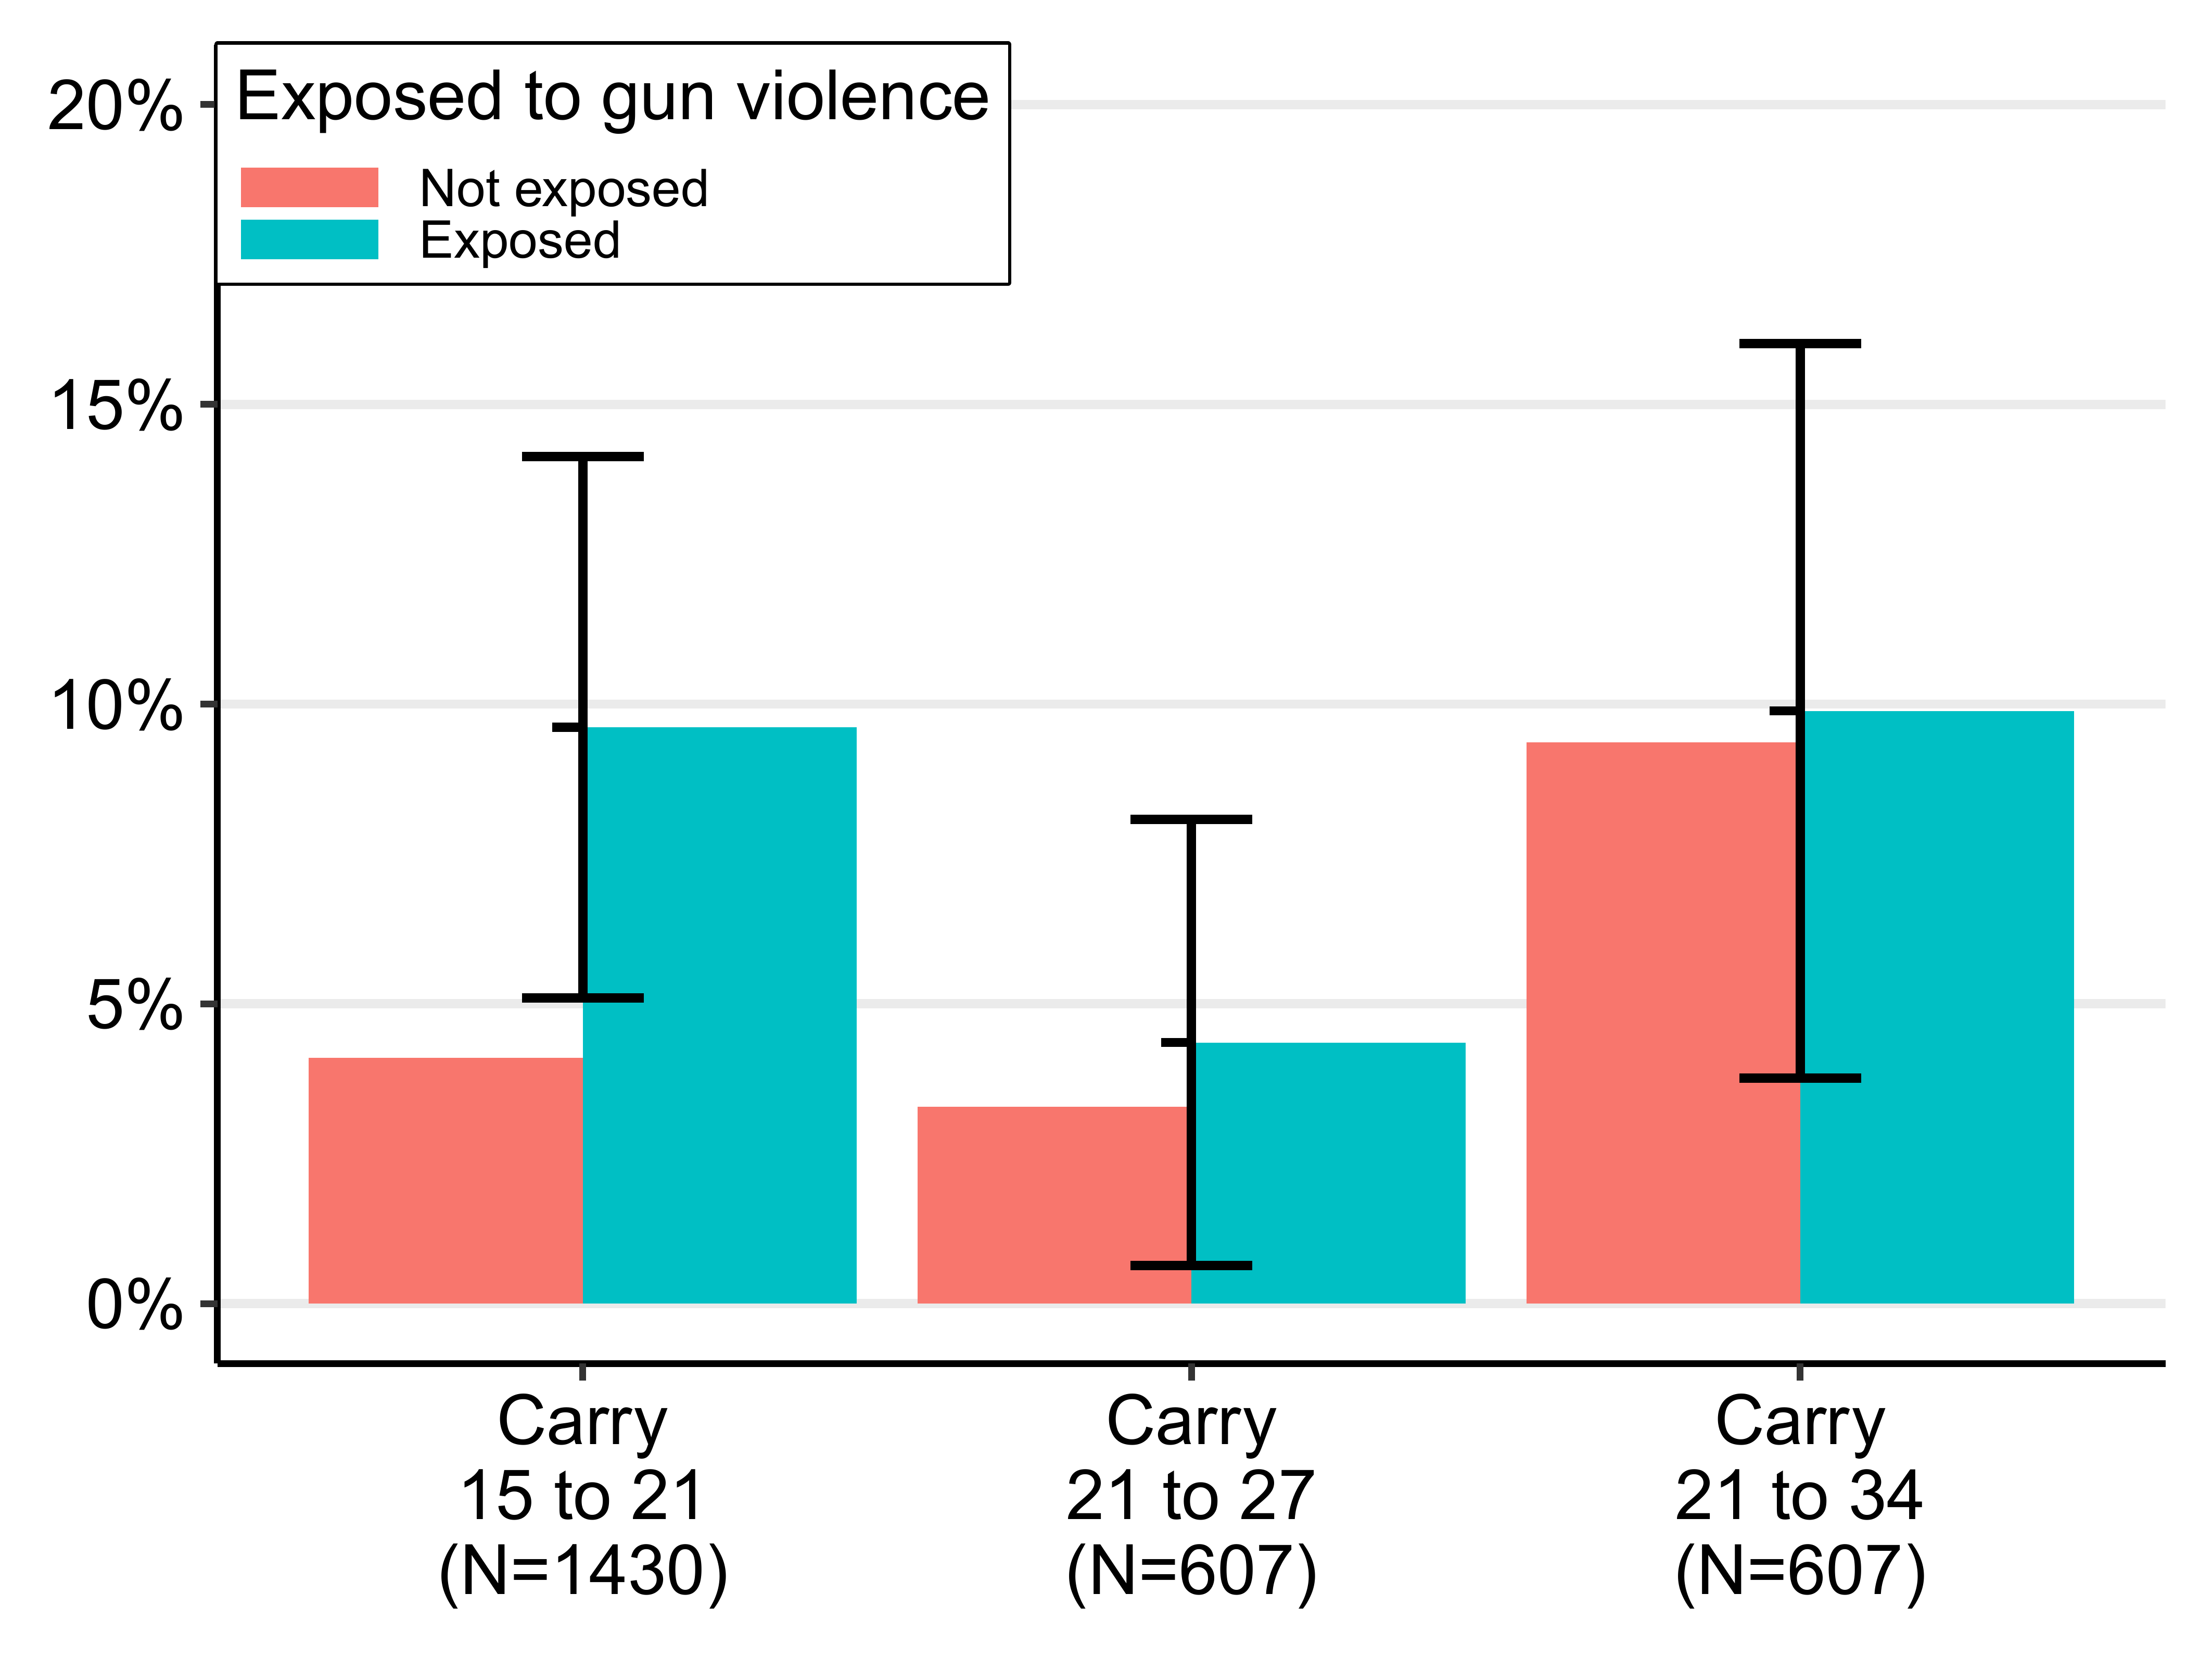 Exposed to gun violence
Not exposed
Exposed
20%
15%
10%
5%
0%
Carry
15 to 21
(N=1430)
Carry
21 to 27
(N=607)
Carry
21 to 34
(N=607)